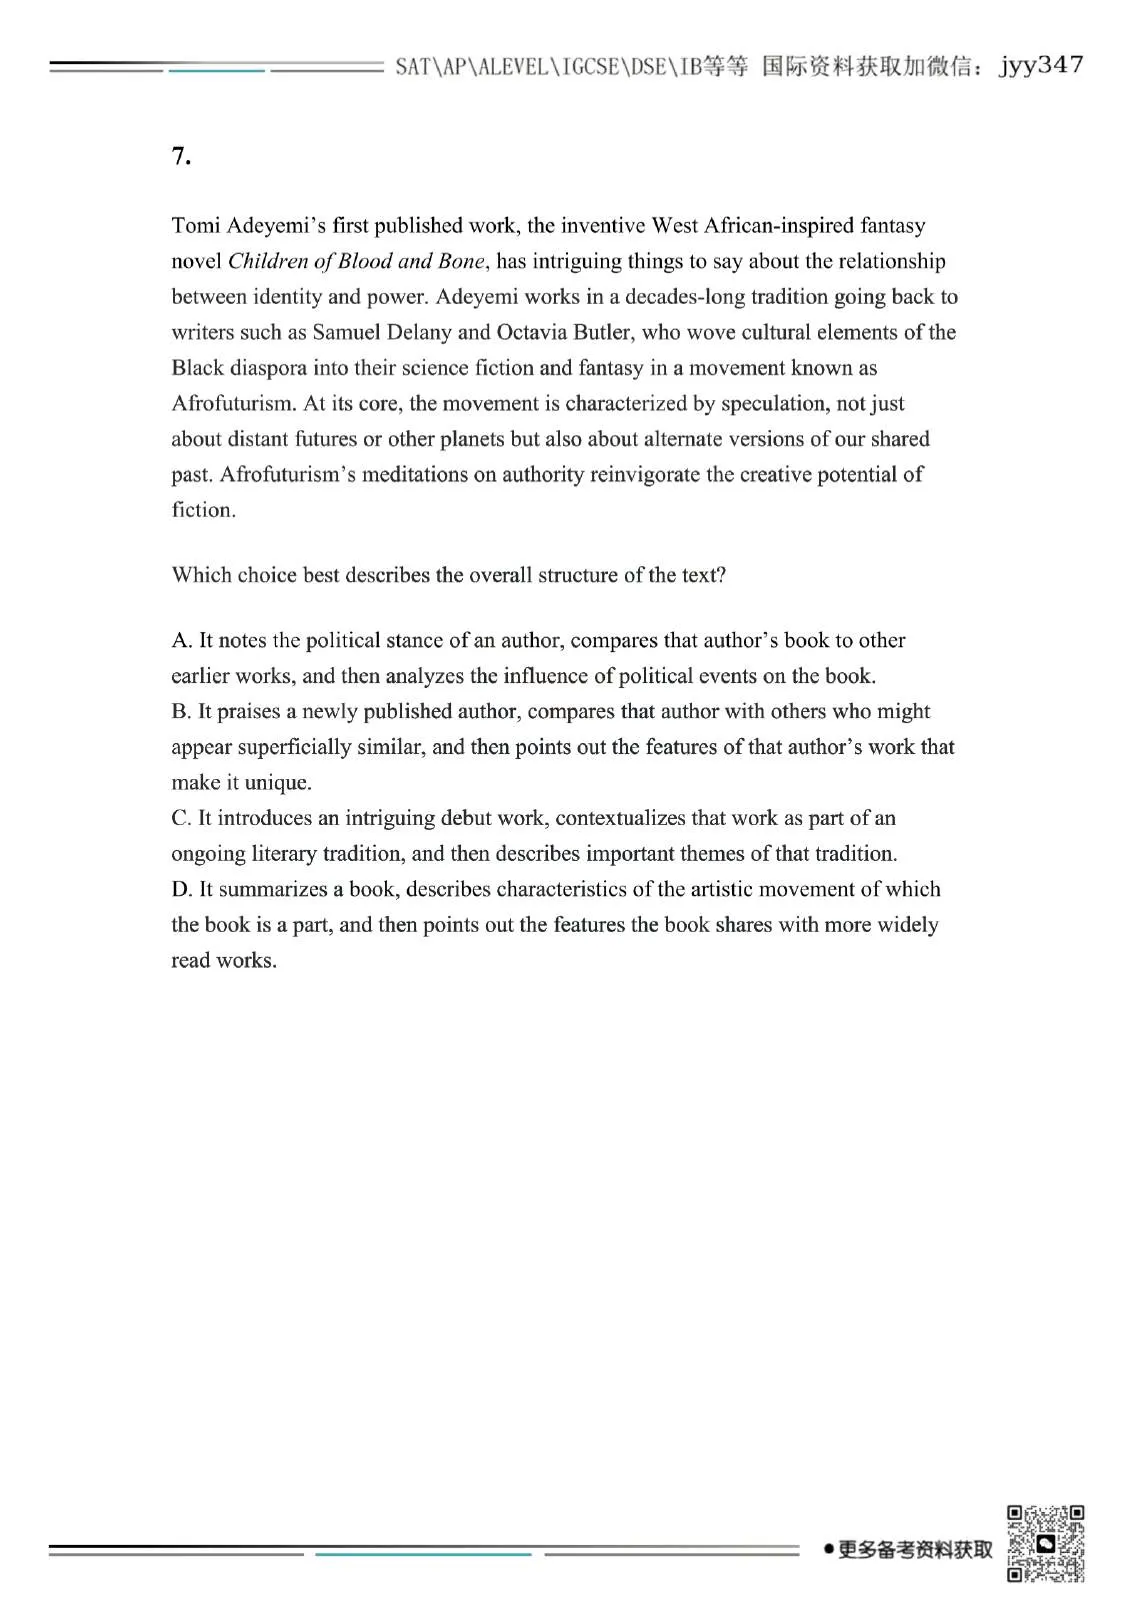 SAT\AP\ALEVEL\IGCSE\DSE\IB等等 国际资料获取加微信：jyy347
7.
Tomi Adeyemi’s first published work, the inventive West African-inspired fantasy
novel Children of Blood and Bone, has intriguing things to say about the relationship
between identity and power. Adeyemi works in a decades-long tradition going back to
writers such as Samuel Delany and Octavia Butler, who wove cultural elements of the
Black diaspora into their science fiction and fantasy in a movement known as
Afrofuturism. At its core, the movement is characterized by speculation, not just
about distant futures or other planets but also about alternate versions of our shared
past. Afrofuturism’s meditations on authority reinvigorate the creative potential of
fiction.
Which choice best describes the overall structure of the text?
A. It notes the political stance of an author, compares that author’s book to other
earlier works, and then analyzes the influence of political events on the book.
B. It praises a newly published author, compares that author with others who might
appear superficially similar, and then points out the features of that author’s work that
make it unique.
C. It introduces an intriguing debut work, contextualizes that work as part of an
ongoing literary tradition, and then describes important themes of that tradition.
D. It summarizes a book, describes characteristics of the artistic movement of which
the book is a part, and then points out the features the book shares with more widely
read works.
●更多备考资料获取